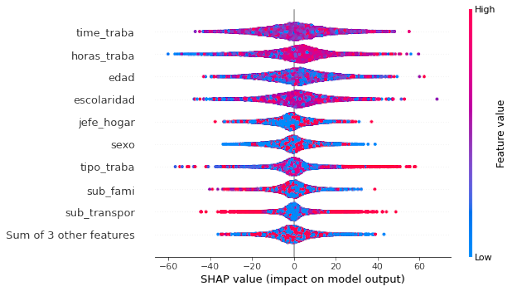 High
time_traba
horas_traba
edad
escolaridad
jefe_hogar
sexo
tipo_traba
sub_fami
sub_transpor
Sum of 3 other features
Feature value
Low
−60 −40 −20 0 20 40 60
SHAP value (impact on model output)